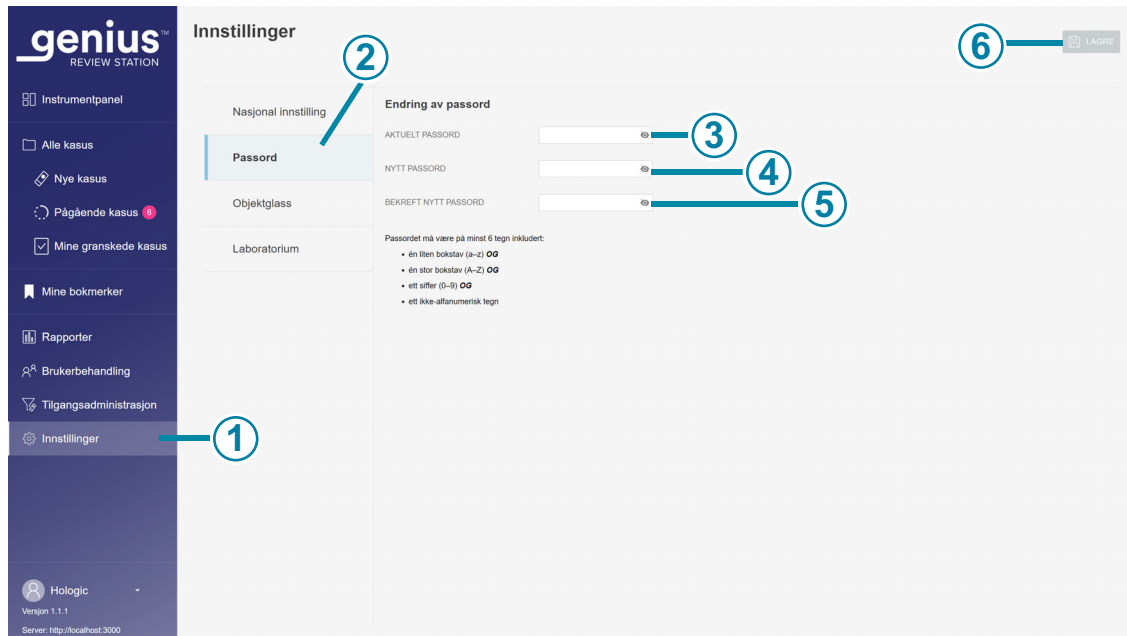 genius™
REVIEW STATION
Instrumentpanel
Alle kasus
Nye kasus
Pågående kasus 6
Mine granskede kasus
Mine bokmerker
Rapporter
Brukerbehandling
Tilgangsadministrasjon
Innstillinger
1
Hologic
Versjon 1.1.1
Server: http://localhost:3000
Innstillinger
2
6
LAGRE
Nasjonal innstilling
Passord
Objektglass
Laboratorium
Endring av passord
AKTUELT PASSORD
3
NYTT PASSORD
4
BEKREFT NYTT PASSORD
5
Passordet må være på minst 6 tegn inkludert:
• én liten bokstav (a–z) OG
• én stor bokstav (A–Z) OG
• ett siffer (0–9) OG
• ett ikke-alfanumerisk tegn